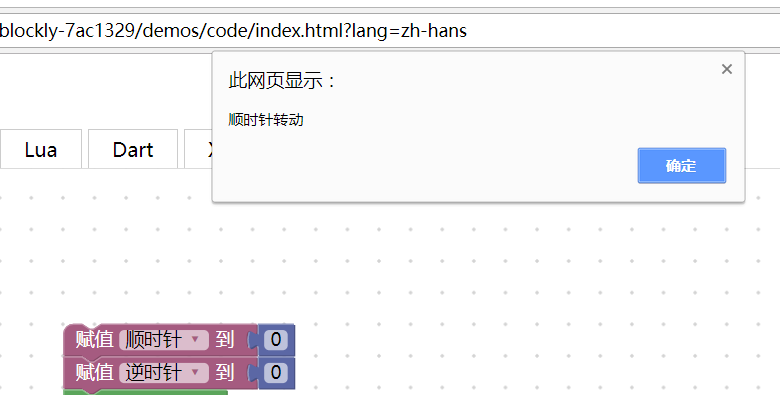 blockly-7ac1329/demos/code/index.html?lang=zh-hans
此网页显示：
顺时针转动
确定
Lua Dart
赋值 顺时针 到 0
赋值 逆时针 到 0